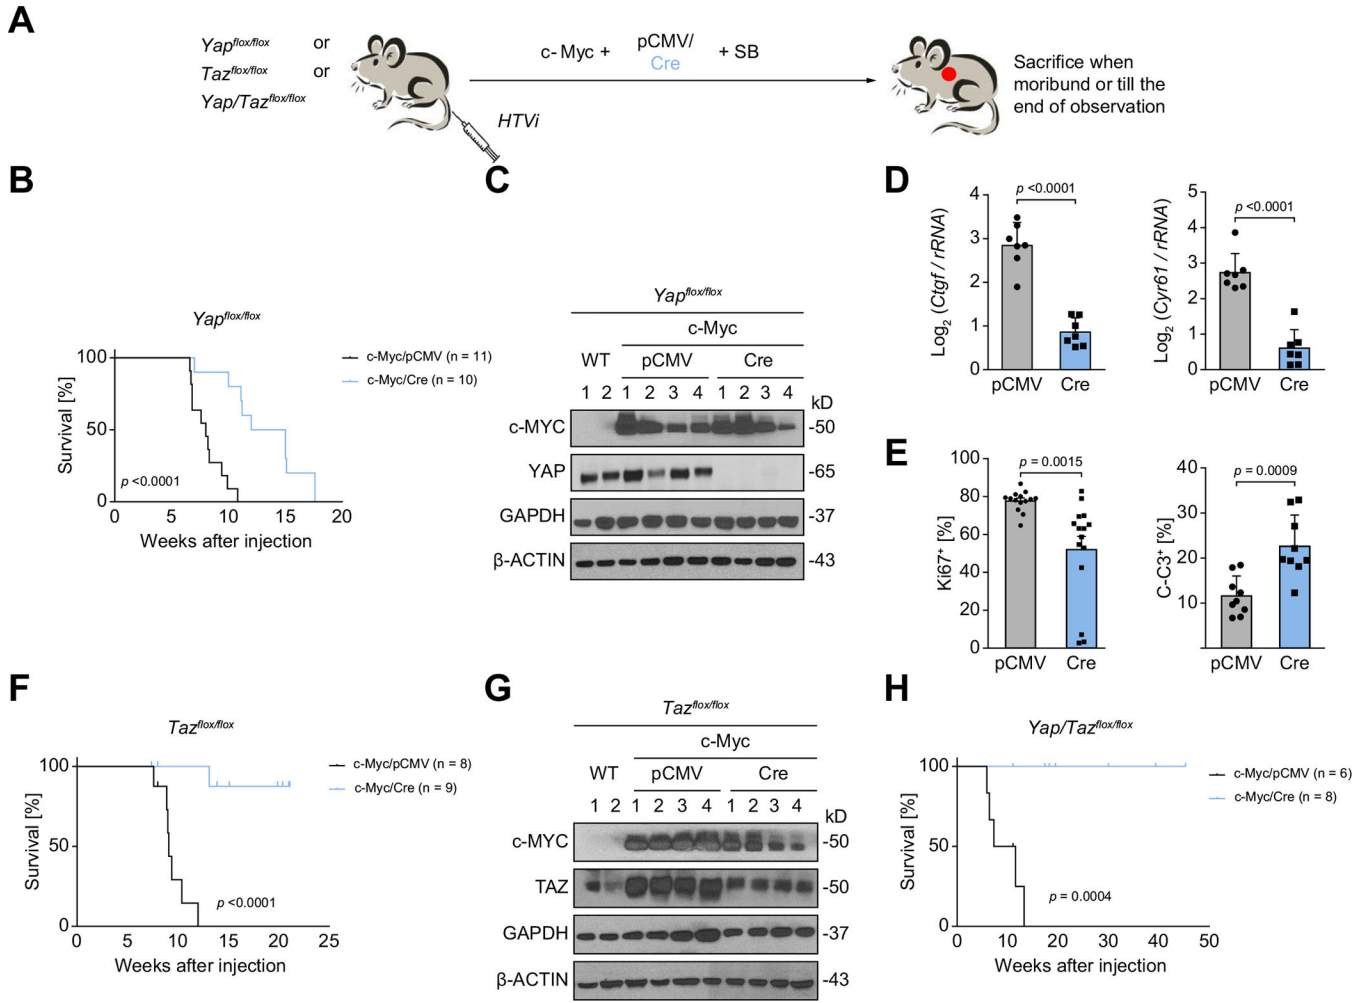 A
Yapflox/flox or
Tazflox/flox or
Yap/Tazflox/flox
HTVi
c-Myc + pCMV/ + SB
Cre
Sacrifice when
moribund or till the
end of observation
B
Yapflox/flox
100
50
0
Survival [%]
p <0.0001
0 5 10 15 20
Weeks after injection
c-Myc/pCMV (n = 11)
c-Myc/Cre (n = 10)
C
Yapflox/flox
c-Myc
WT pCMV Cre
1 2 1 2 3 4 1 2 3 4
kD
c-MYC -50
YAP -65
GAPDH -37
β-ACTIN -43
D
Log2 (Ctgf / rRNA)
4
3
2
1
0
p <0.0001
pCMV Cre
Log2 (Cyr61 / rRNA)
5
4
3
2
1
0
p <0.0001
pCMV Cre
E
Ki67+ [%]
100
80
60
40
20
0
p = 0.0015
pCMV Cre
C-C3+ [%]
40
30
20
10
p = 0.0009
pCMV Cre
F
Tazflox/flox
100
50
0
Survival [%]
p <0.0001
0 5 10 15 20 25
Weeks after injection
c-Myc/pCMV (n = 8)
c-Myc/Cre (n = 9)
G
Tazflox/flox
c-Myc
WT pCMV Cre
1 2 1 2 3 4 1 2 3 4
kD
c-MYC -50
TAZ -50
GAPDH -37
β-ACTIN -43
H
Yap/Tazflox/flox
100
50
0
Survival [%]
p = 0.0004
0 10 20 30 40 50
Weeks after injection
c-Myc/pCMV (n = 6)
c-Myc/Cre (n = 8)